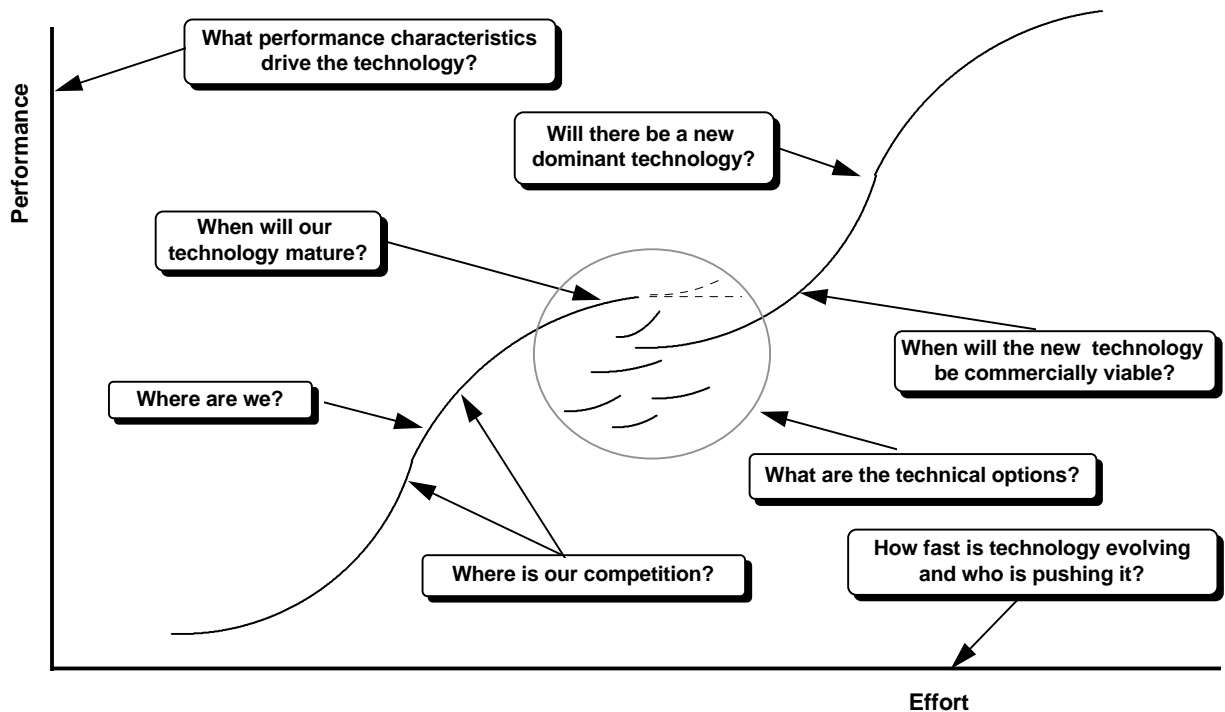 What performance characteristics
drive the technology?
Performance
Will there be a new
dominant technology?
When will our
technology mature?
When will the new technology
be commercially viable?
Where are we?
What are the technical options?
Where is our competition?
How fast is technology evolving
and who is pushing it?
Effort